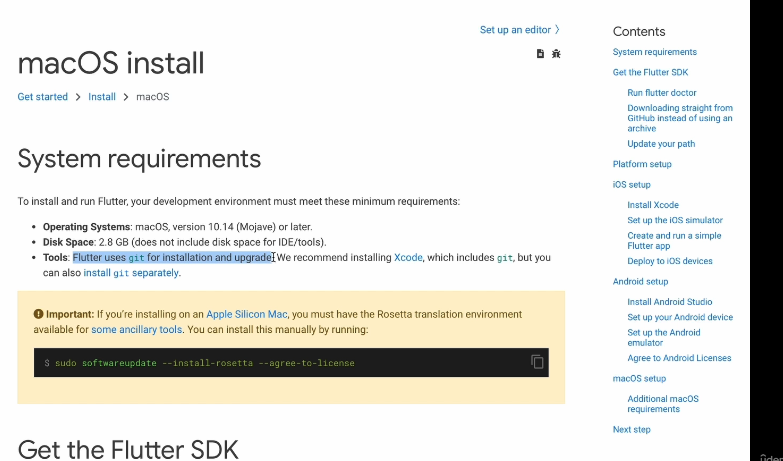 Set up an editor
macOS install
Get started > Install > macOS
System requirements
To install and run Flutter, your development environment must meet these minimum requirements:
• Operating Systems: macOS, version 10.14 (Mojave) or later.
• Disk Space: 2.8 GB (does not include disk space for IDE/tools).
• Tools: Flutter uses git for installation and upgrade. We recommend installing Xcode, which includes git, but you
can also install git separately.
Important: If you’re installing on an Apple Silicon Mac, you must have the Rosetta translation environment
available for some ancillary tools. You can install this manually by running:
$ sudo softwareupdate --install-rosetta --agree-to-license
Get the Flutter SDK
Contents
System requirements
Get the Flutter SDK
Run flutter doctor
Downloading straight from
GitHub instead of using an
archive
Update your path
Platform setup
iOS setup
Install Xcode
Set up the iOS simulator
Create and run a simple
Flutter app
Deploy to iOS devices
Android setup
Install Android Studio
Set up your Android device
Set up the Android
emulator
Agree to Android Licenses
macOS setup
Additional macOS
requirements
Next step